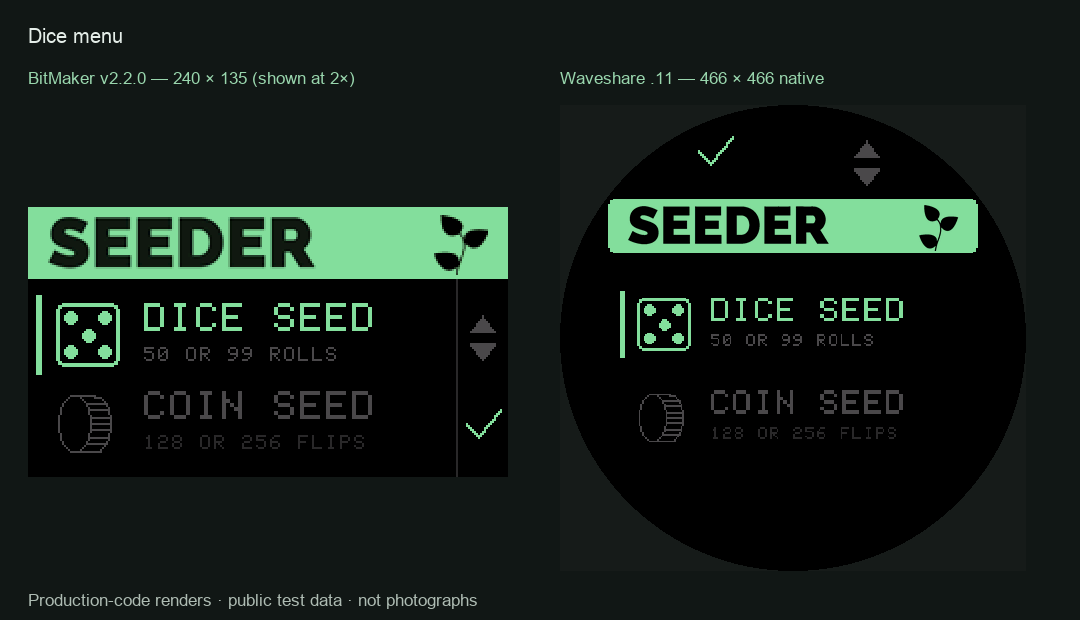 Dice menu
BitMaker v2.2.0 — 240 × 135 (shown at 2×)
SEEDER
DICE SEED
50 OR 99 ROLLS
COIN SEED
128 OR 256 FLIPS
Waveshare .11 — 466 × 466 native
SEEDER
DICE SEED
50 OR 99 ROLLS
COIN SEED
128 OR 256 FLIPS
Production-code renders · public test data · not photographs